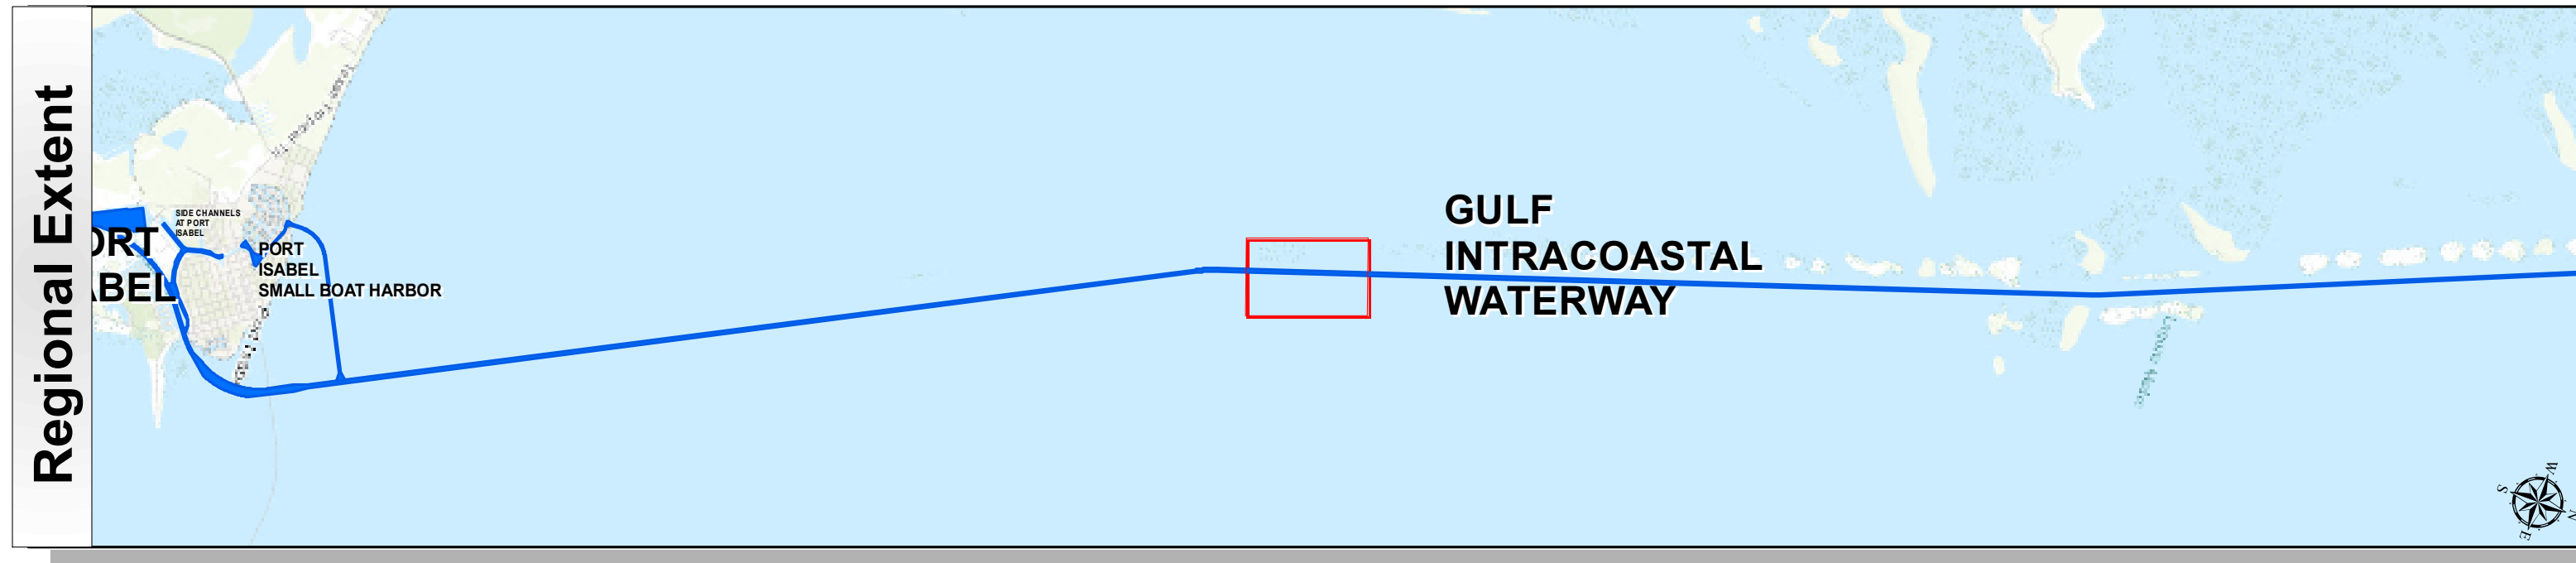 Regional Extent
SIDE CHANNELS
AT PORT
ISABEL
ORT
ABEL
PORT
ISABEL
SMALL BOAT HARBOR
GULF
INTRACOASTAL
WATERWAY
W
S
N
E